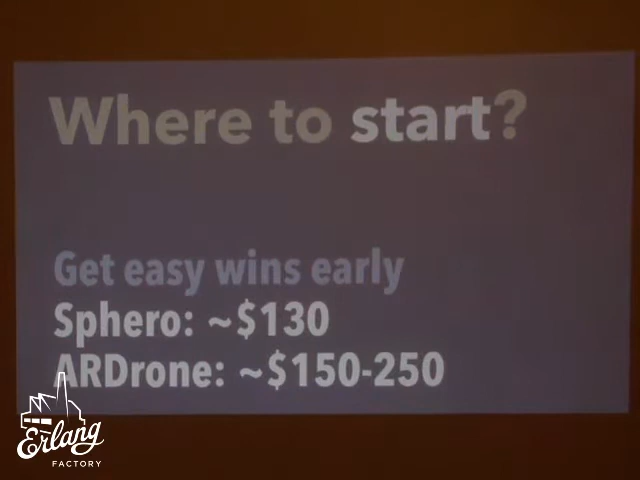 Where to start?
Get easy wins early
Sphero: ~$130
ARDrone: ~$150-250
Erlang
FACTORY